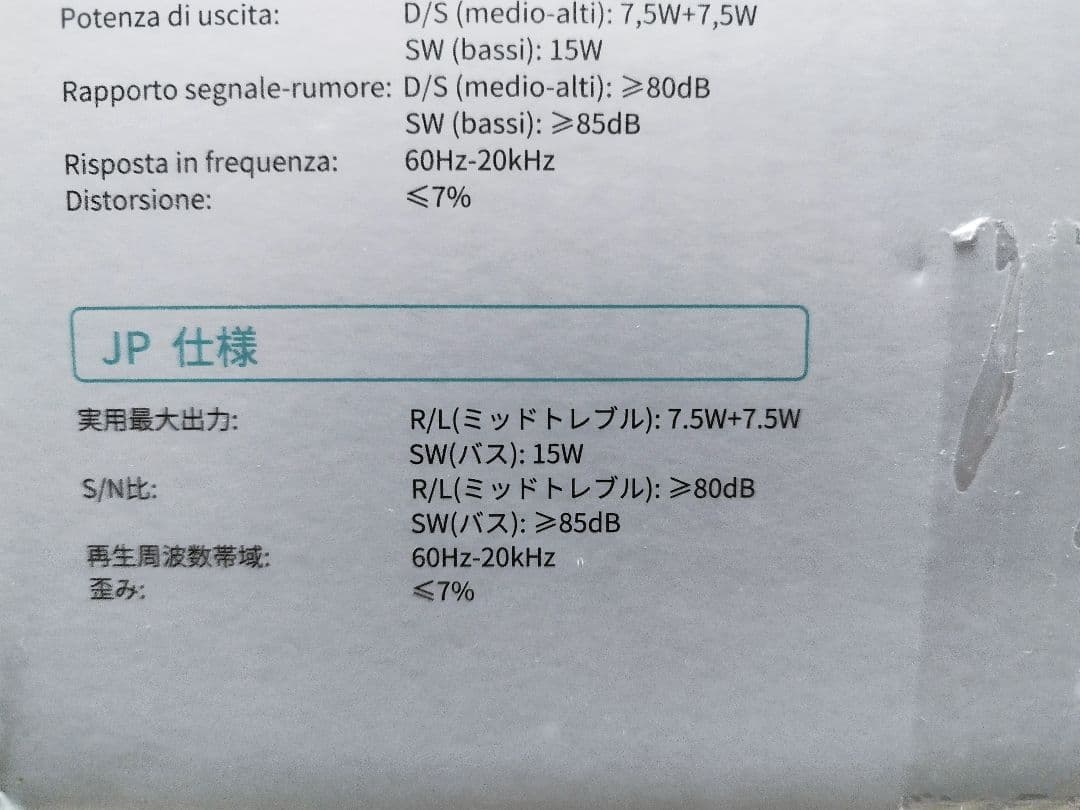 Potenza di uscita: D/S (medio-alti): 7,5W+7,5W
SW (bassi): 15W
Rapporto segnale-rumore: D/S (medio-alti): ⩾80dB
SW (bassi): ⩾85dB
Risposta in frequenza: 60Hz-20kHz
Distorsione: ⩽7%
JP 仕様
実用最大出力: R/L(ミッドトレブル): 7.5W+7.5W
SW(バス): 15W
S/N比: R/L(ミッドトレブル): ⩾80dB
SW(バス): ⩾85dB
再生周波数帯域: 60Hz-20kHz
歪み: ⩽7%